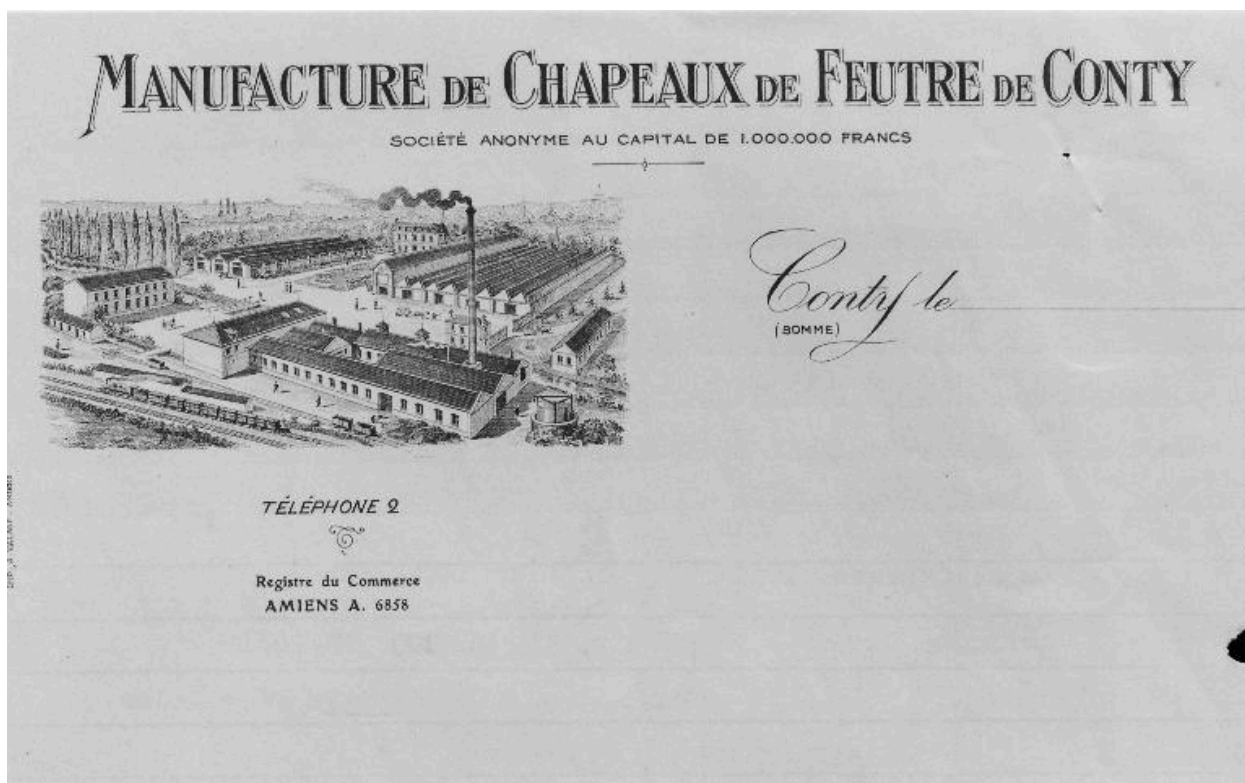 MANUFACTURE DE CHAPEAUX DE FEUTRE DE CONTY
SOCIÉTÉ ANONYME AU CAPITAL DE 1.000.000 FRANCS
Conty le
(SOMME)
TÉLÉPHONE 2
Registre du Commerce
AMIENS A. 6858